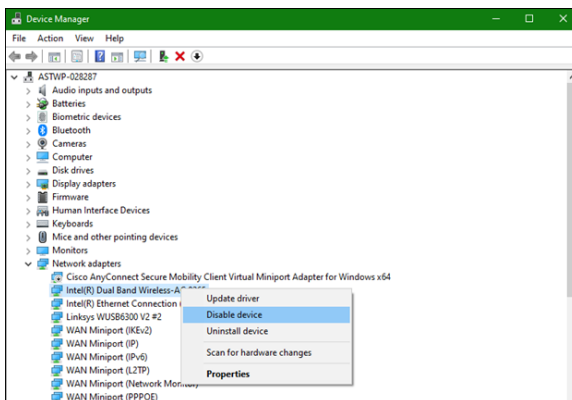 Device Manager
File Action View Help
ASTWP-028287
Audio inputs and outputs
Batteries
Biometric devices
Bluetooth
Cameras
Computer
Disk drives
Display adapters
Firmware
Human Interface Devices
Keyboards
Mice and other pointing devices
Monitors
Network adapters
Cisco AnyConnect Secure Mobility Client Virtual Miniport Adapter for Windows x64
Intel(R) Dual Band
Intel(R) Ethernet Connection
Linksys WUSB6300 V2 #2
WAN Miniport (IKEv2)
WAN Miniport (IP)
WAN Miniport (IPv6)
WAN Miniport (L2TP)
WAN Miniport (Network
WAN Miniport (PPPOE)
Update driver
Disable device
Uninstall device
Scan for hardware changes
Properties